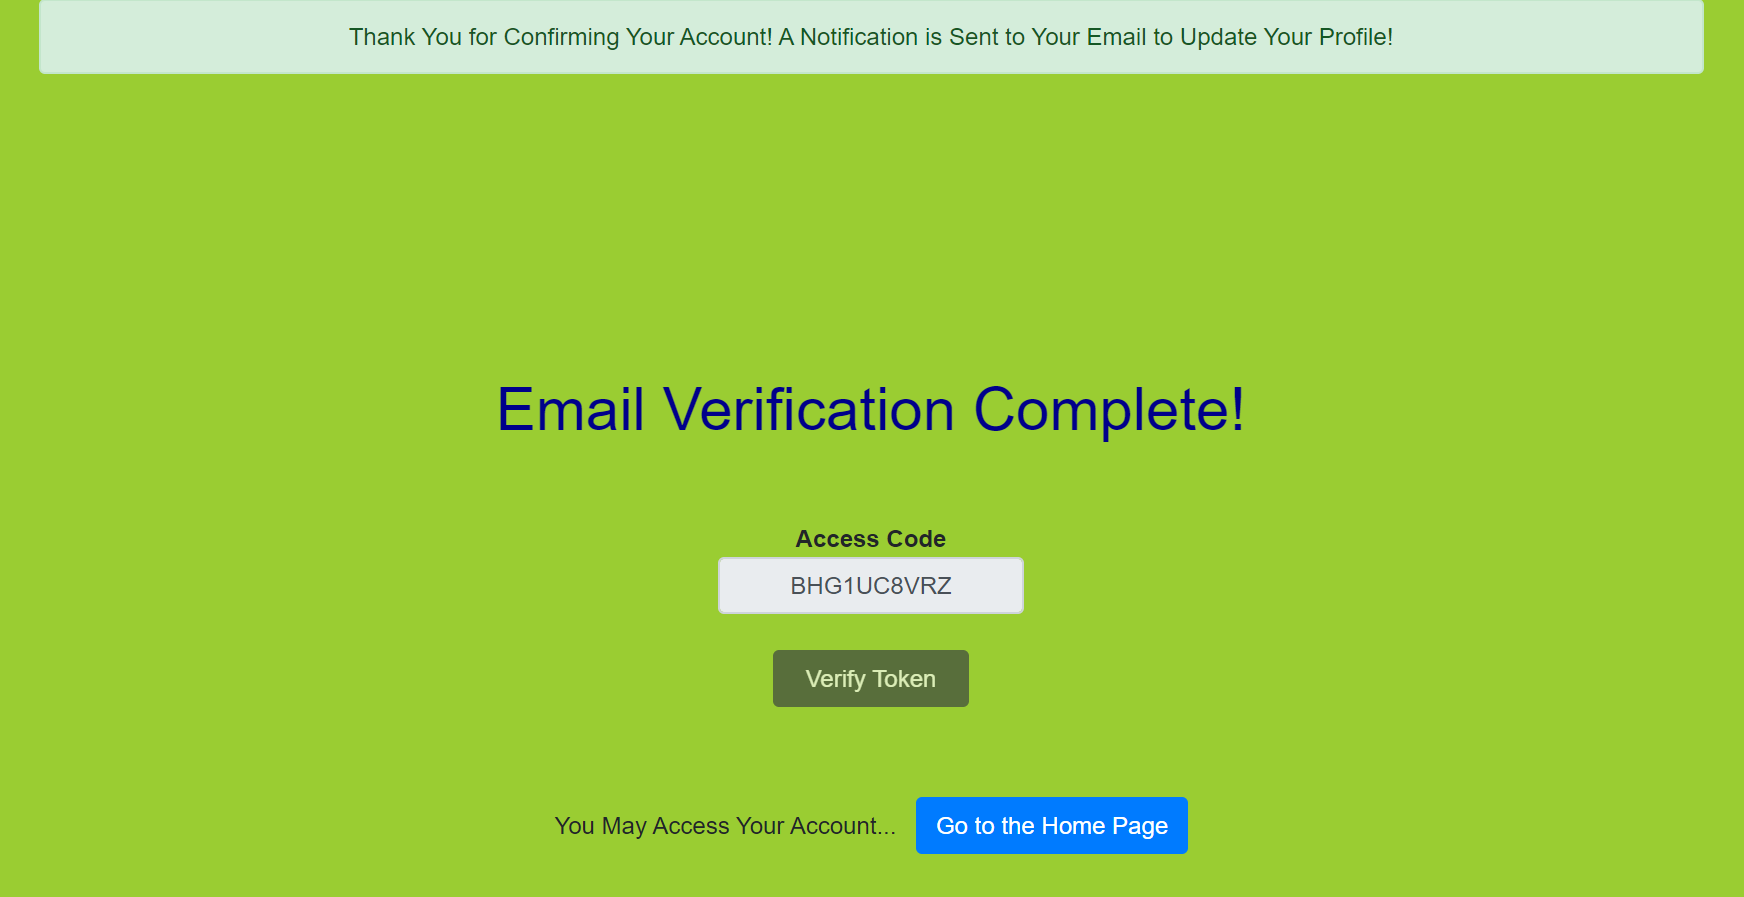 Thank You for Confirming Your Account! A Notification is Sent to Your Email to Update Your Profile!
Email Verification Complete!
Access Code
BHG1UC8VRZ
Verify Token
You May Access Your Account... Go to the Home Page